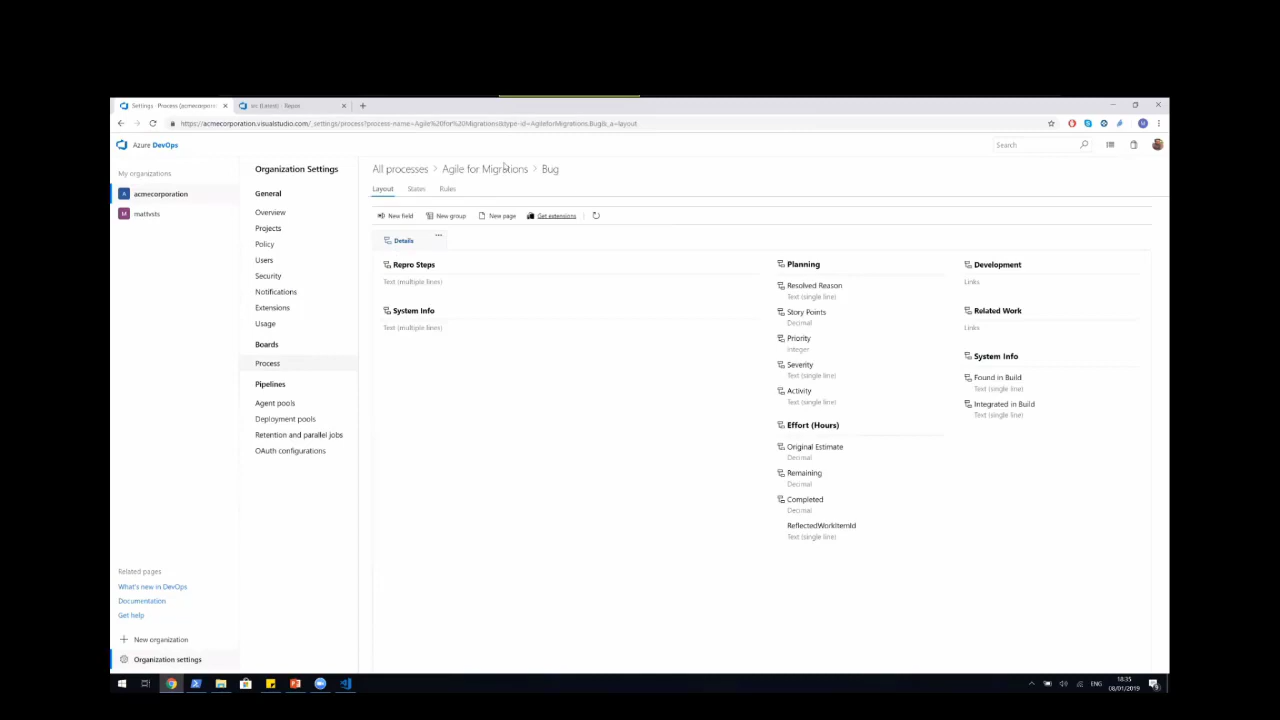 Settings · Process (acmecorporat
src (Latest) - Repos
https://acmecorporation.visualstudio.com/_settings/process?process-name=Agile%20for%20Migrations&type-id=AgileforMigrations.Bug&_a=layout
Azure DevOps
Search
My organizations
acmecorporation
mattvsts
Related pages
What's new in DevOps
Documentation
Get help
New organization
Organization settings
Organization Settings
General
Overview
Projects
Policy
Users
Security
Notifications
Extensions
Usage
Boards
Process
Pipelines
Agent pools
Deployment pools
Retention and parallel jobs
OAuth configurations
All processes > Agile for Migrations > Bug
Layout States Rules
New field New group New page Get extensions
Details ...
Repro Steps
Text (multiple lines)
System Info
Text (multiple lines)
Planning
Resolved Reason
Text (single line)
Story Points
Decimal
Priority
Integer
Severity
Text (single line)
Activity
Text (single line)
Effort (Hours)
Original Estimate
Decimal
Remaining
Decimal
Completed
Decimal
ReflectedWorkItemId
Text (single line)
Development
Links
Related Work
Links
System Info
Found in Build
Text (single line)
Integrated in Build
Text (single line)
ENG
18:35
08/01/2019